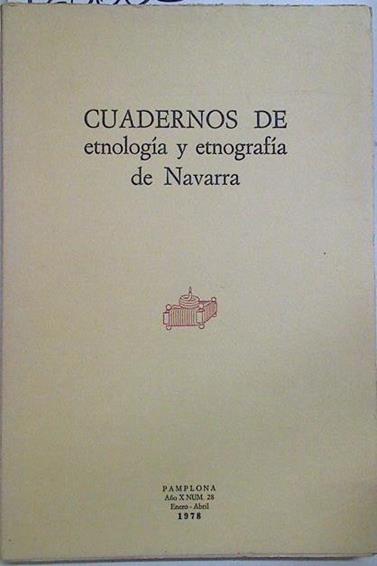 CUADERNOS DE
etnología y etnografía
de Navarra
PAMPLONA
Año X NUM. 28
Enero - Abril
1978